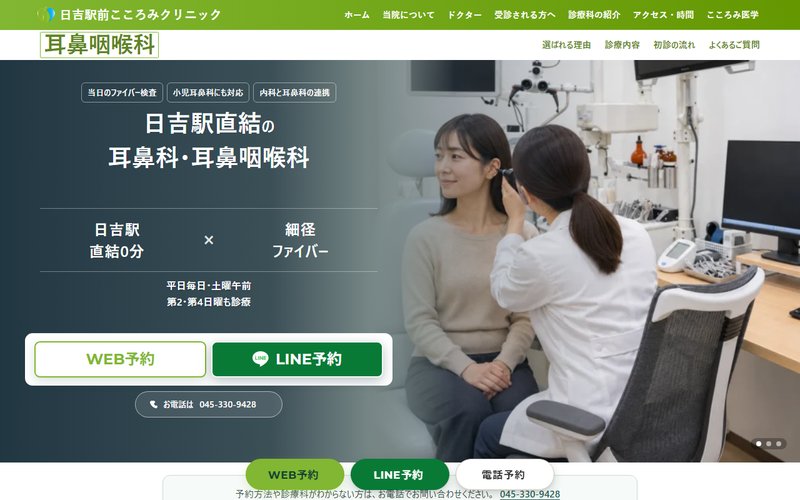 日吉駅前こころみクリニック
ホーム 当院について ドクター 受診される方へ 診療科の紹介 アクセス・時間 こころみ医学
耳鼻咽喉科
選ばれる理由 診療内容 初診の流れ よくあるご質問
当日のファイバー検査 小児耳鼻科にも対応 内科と耳鼻科の連携
日吉駅直結の
耳鼻科・耳鼻咽喉科
日吉駅
直結0分
×
細径
ファイバー
平日毎日・土曜午前
第2・第4日曜も診療
WEB予約
LINE LINE予約
お電話は 045-330-9428
WEB予約 LINE予約 電話予約
予約方法や診療科がわからない方は、お電話でお問い合わせください。 045-330-9428